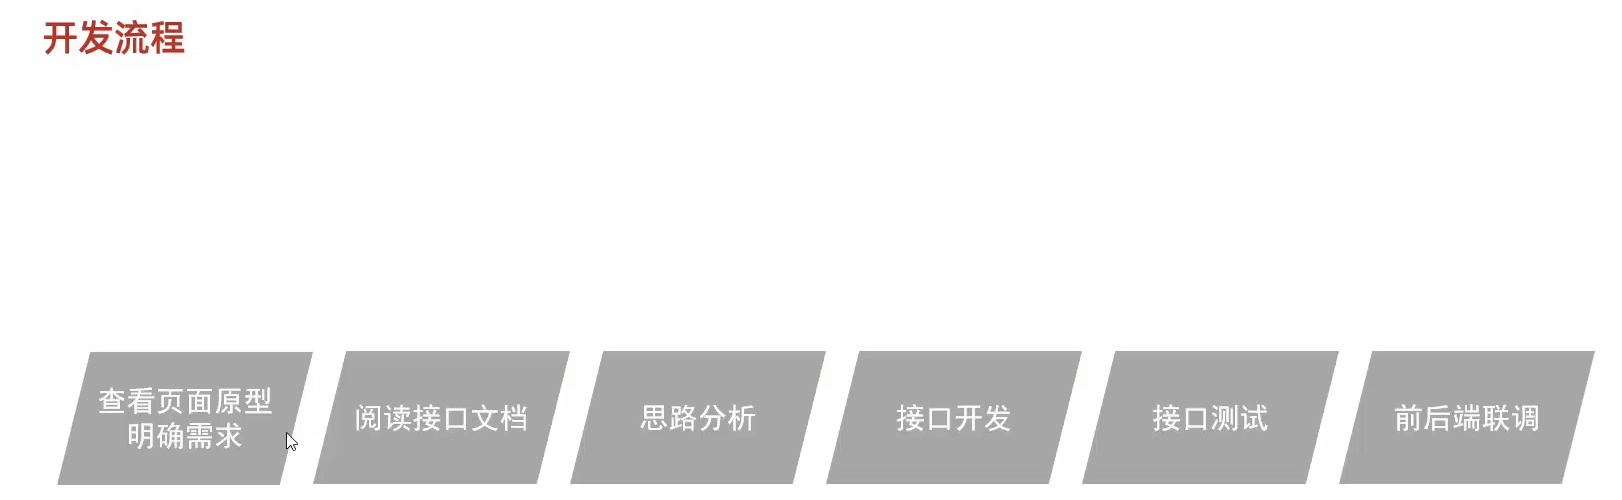 开发流程
查看页面原型
明确需求
阅读接口文档
思路分析
接口开发
接口测试
前后端联调